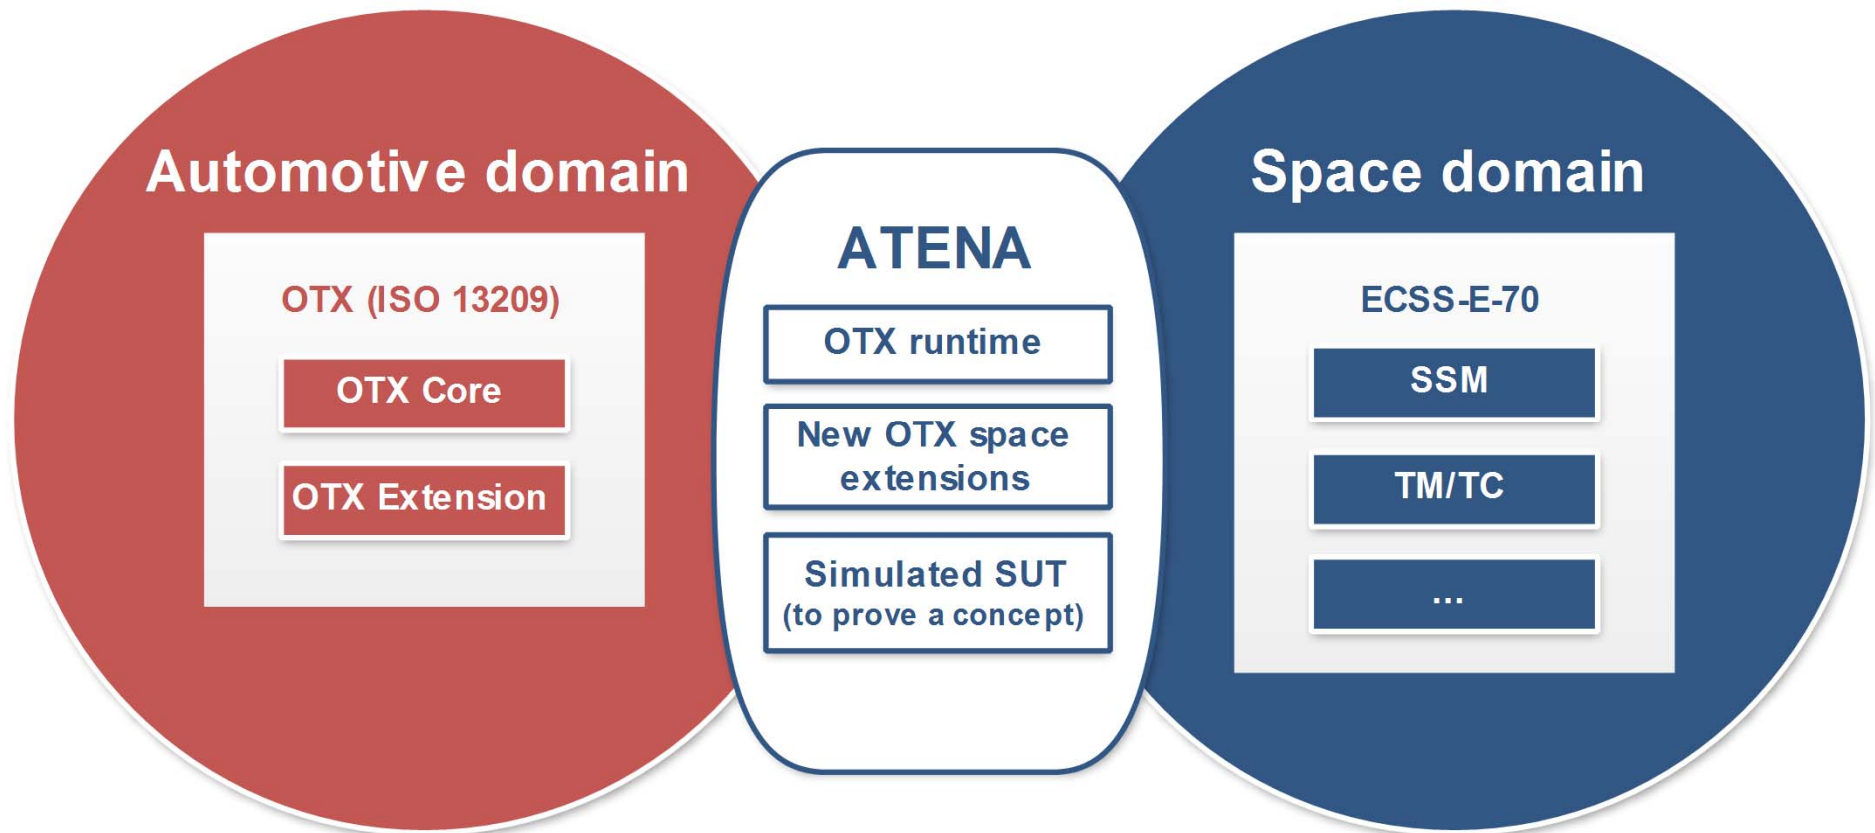 Automotive domain
OTX (ISO 13209)
OTX Core
OTX Extension
ATENA
OTX runtime
New OTX space
extensions
Simulated SUT
(to prove a concept)
Space domain
ECSS-E-70
SSM
TM/TC
...